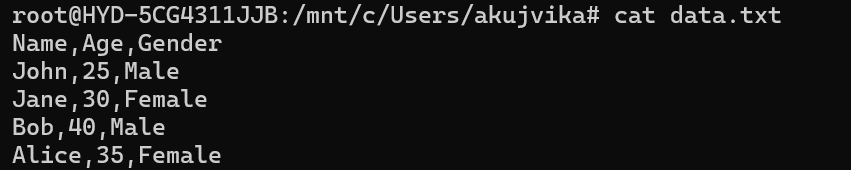 root@HYD-5CG4311JJB:/mnt/c/Users/akujvika# cat data.txt
Name,Age,Gender
John,25,Male
Jane,30,Female
Bob,40,Male
Alice,35,Female